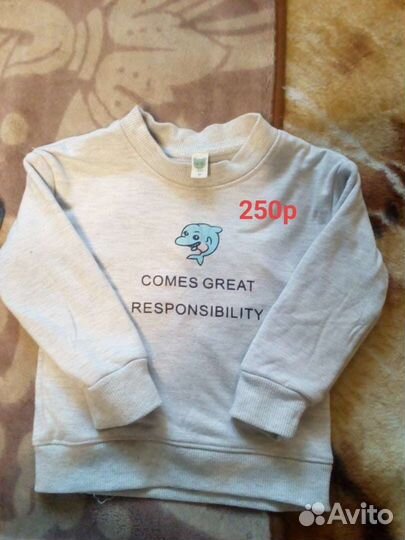 250р
COMES GREAT
RESPONSIBILITY
Avito